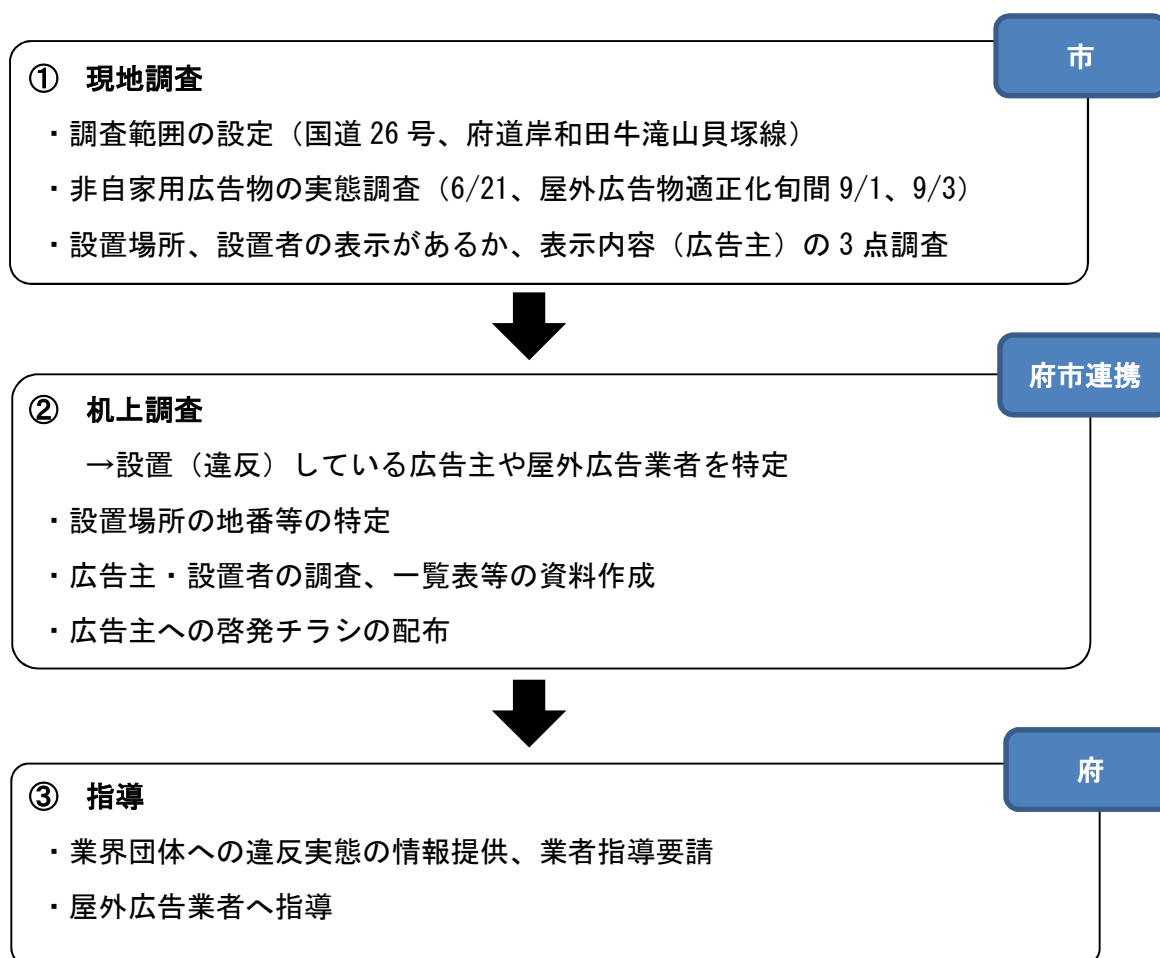 市
① 現地調査
・調査範囲の設定(国道 26 号、府道岸和田牛滝山貝塚線)
・非自家用広告物の実態調査(6/21、屋外広告物適正化旬間 9/1、9/3)
・設置場所、設置者の表示があるか、表示内容(広告主)の 3 点調査
府市連携
② 机上調査
→設置(違反)している広告主や屋外広告業者を特定
・設置場所の地番等の特定
・広告主・設置者の調査、一覧表等の資料作成
・広告主への啓発チラシの配布
府
③ 指導
・業界団体への違反実態の情報提供、業者指導要請
・屋外広告業者へ指導